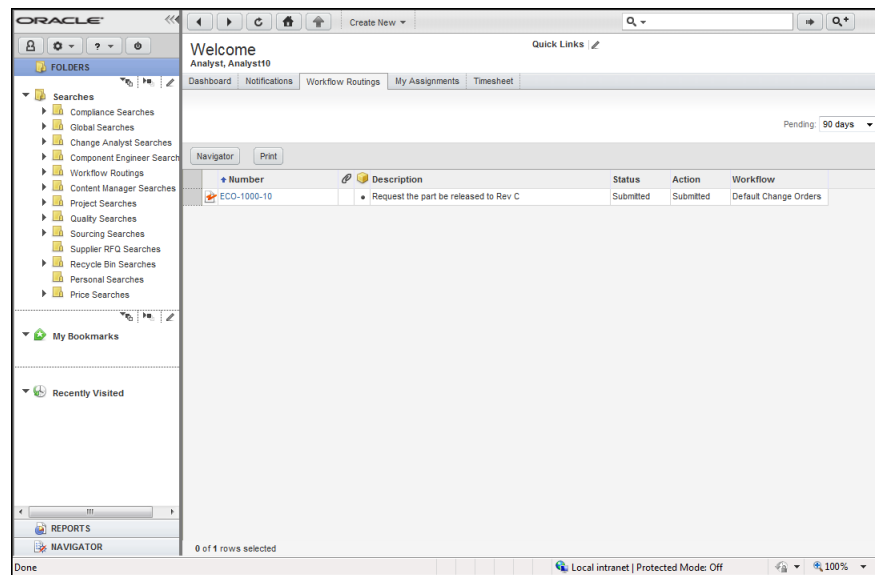 ORACLE
Create New
Welcome
Analyst, Analyst10
Quick Links
FOLDERS
Dashboard Notifications Workflow Routings My Assignments Timesheet
Searches
Compliance Searches
Global Searches
Change Analyst Searches
Component Engineer Search
Workflow Routings
Content Manager Searches
Project Searches
Quality Searches
Sourcing Searches
Supplier RFQ Searches
Recycle Bin Searches
Personal Searches
Price Searches
My Bookmarks
Recently Visited
REPORTS
NAVIGATOR
Pending: 90 days
Navigator Print
Number Description Status Action Workflow
ECO-1000-10 Request the part be released to Rev C Submitted Submitted Default Change Orders
0 of 1 rows selected
Done Local intranet | Protected Mode: Off 100%